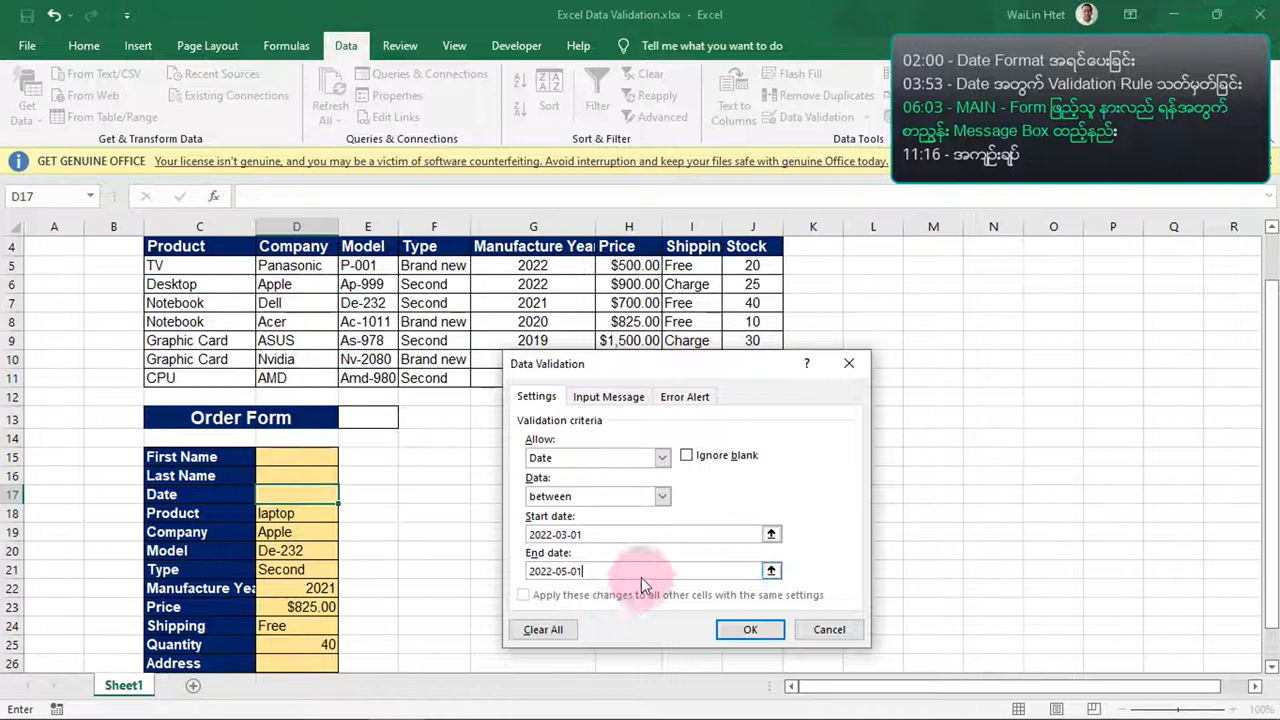 Excel Data Validation.xlsx - Excel
WaiLin Htet
File Home Insert Page Layout Formulas Data Review View Developer Help Tell me what you want to do
From Text/CSV
From Web
From Table/Range
Recent Sources
Existing Connections
Get Data
Get & Transform Data
Refresh All
Queries & Connections
Properties
Edit Links
Queries & Connections
Sort
Filter
Clear
Reapply
Advanced
Sort & Filter
Text to Columns
Flash Fill
Remove Duplicates
Data Validation
Data Tools
02:00 - Date Format အရင်ပေးခြင်း
03:53 - Date အတွက် Validation Rule သတ်မှတ်ခြင်း
06:03 - MAIN - Form ဖြည့်သူ နားလည် ရန်အတွက်
စာညွှန်း Message Box ထည့်နည်း
11:16 - အကျဉ်းချုပ်
GET GENUINE OFFICE Your license isn't genuine, and you may be a victim of software counterfeiting. Avoid interruption and keep your files safe with genuine Office today.
D17
fx
A B C D E F G H I J K L M N O P Q R
4 Product Company Model Type Manufacture Yea Price Shippin Stock
5 TV Panasonic P-001 Brand new 2022 $500.00 Free 20
6 Desktop Apple Ap-999 Second 2022 $900.00 Charge 25
7 Notebook Dell De-232 Second 2021 $700.00 Free 40
8 Notebook Acer Ac-1011 Brand new 2020 $825.00 Free 10
9 Graphic Card ASUS As-978 Second 2019 $1,500.00 Charge 30
10 Graphic Card Nvidia Nv-2080 Brand new
11 CPU AMD Amd-980 Second
12
13 Order Form
14
15 First Name
16 Last Name
17 Date
18 Product laptop
19 Company Apple
20 Model De-232
21 Type Second
22 Manufacture Yea 2021
23 Price $825.00
24 Shipping Free
25 Quantity 40
26 Address
Data Validation
?
Settings Input Message Error Alert
Validation criteria
Allow:
Date
Ignore blank
Data:
between
Start date:
2022-03-01
End date:
2022-05-01
Apply these changes to all other cells with the same settings
Clear All OK Cancel
Sheet1
Enter
100%